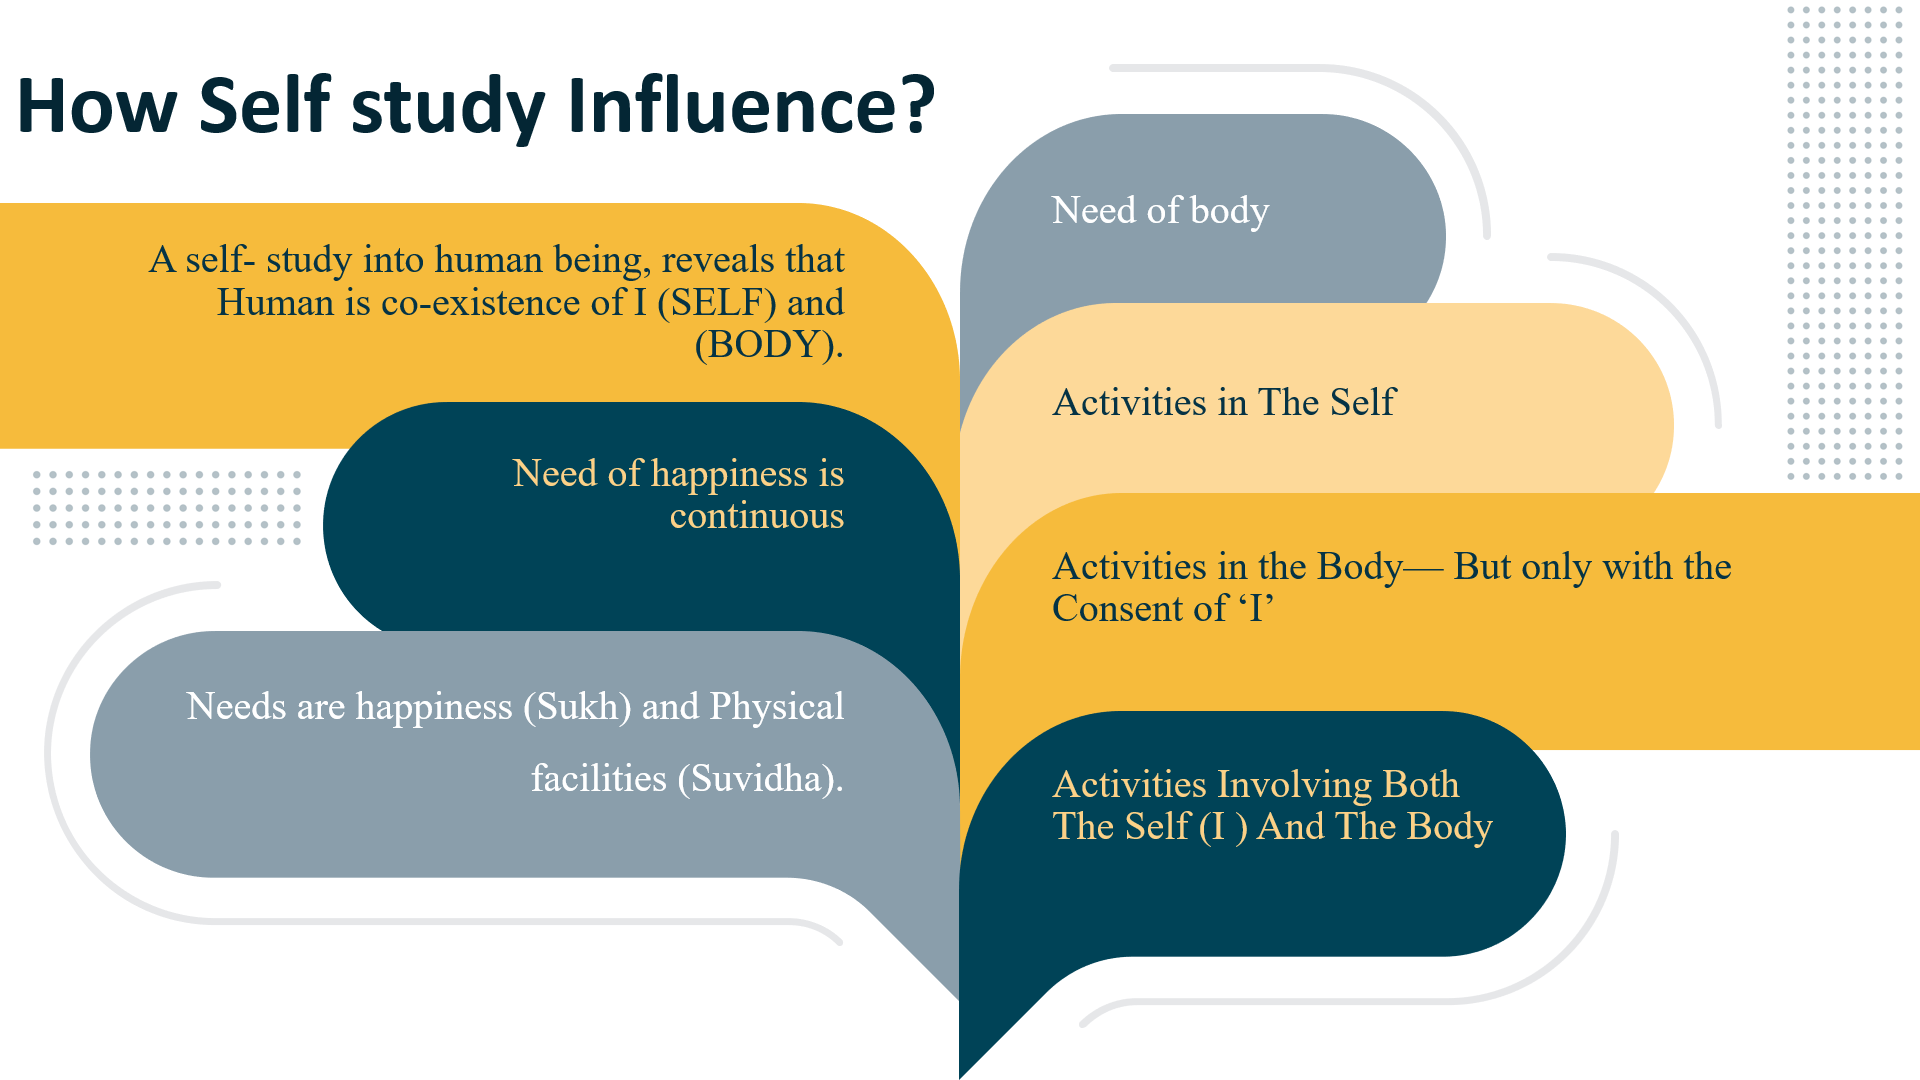 How Self study Influence?
A self- study into human being, reveals that
Human is co-existence of I (SELF) and
(BODY).
Need of happiness is
continuous
Needs are happiness (Sukh) and Physical
facilities (Suvidha).
Need of body
Activities in The Self
Activities in the Body— But only with the
Consent of ‘I’
Activities Involving Both
The Self (I ) And The Body